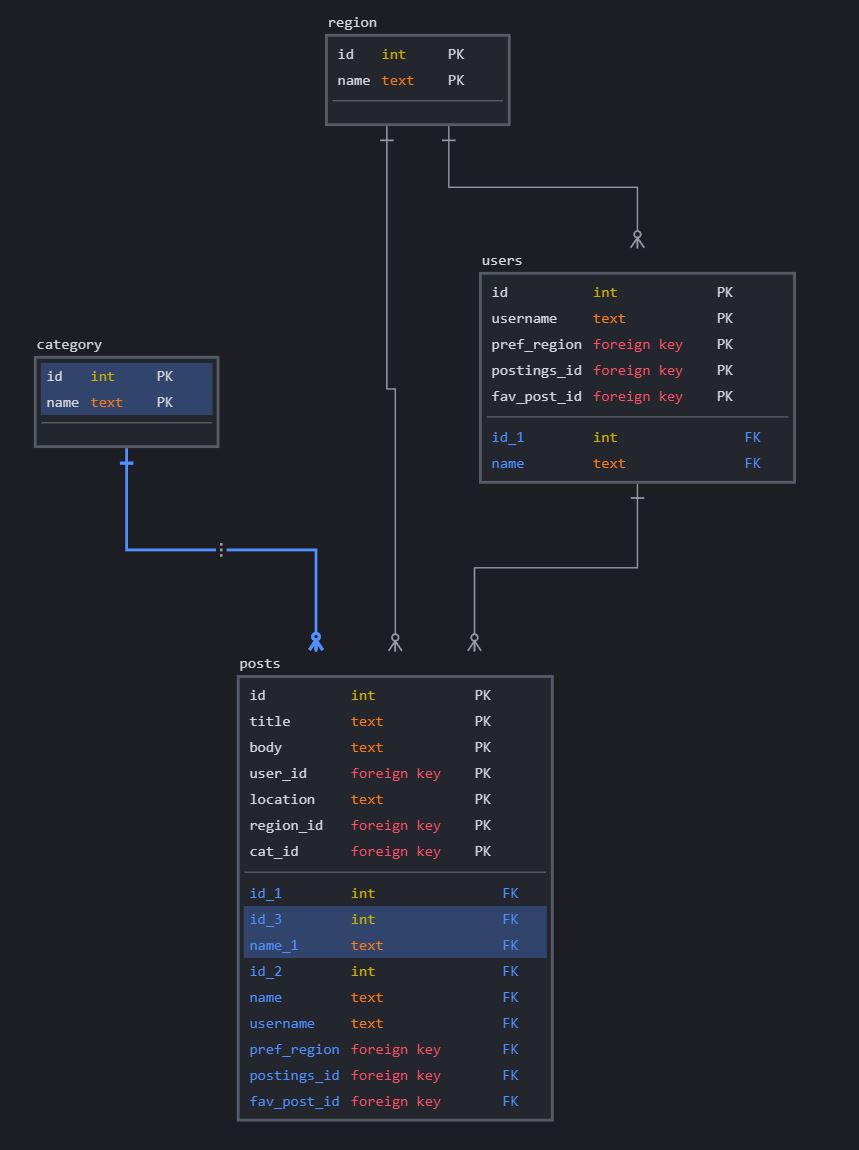 region
id int PK
name text PK
users
id int PK
username text PK
pref_region foreign key PK
postings_id foreign key PK
fav_post_id foreign key PK
id_1 int FK
name text FK
category
id int PK
name text PK
posts
id int PK
title text PK
body text PK
user_id foreign key PK
location text PK
region_id foreign key PK
cat_id foreign key PK
id_1 int FK
id_3 int FK
name_1 text FK
id_2 int FK
name text FK
username text FK
pref_region foreign key FK
postings_id foreign key FK
fav_post_id foreign key FK